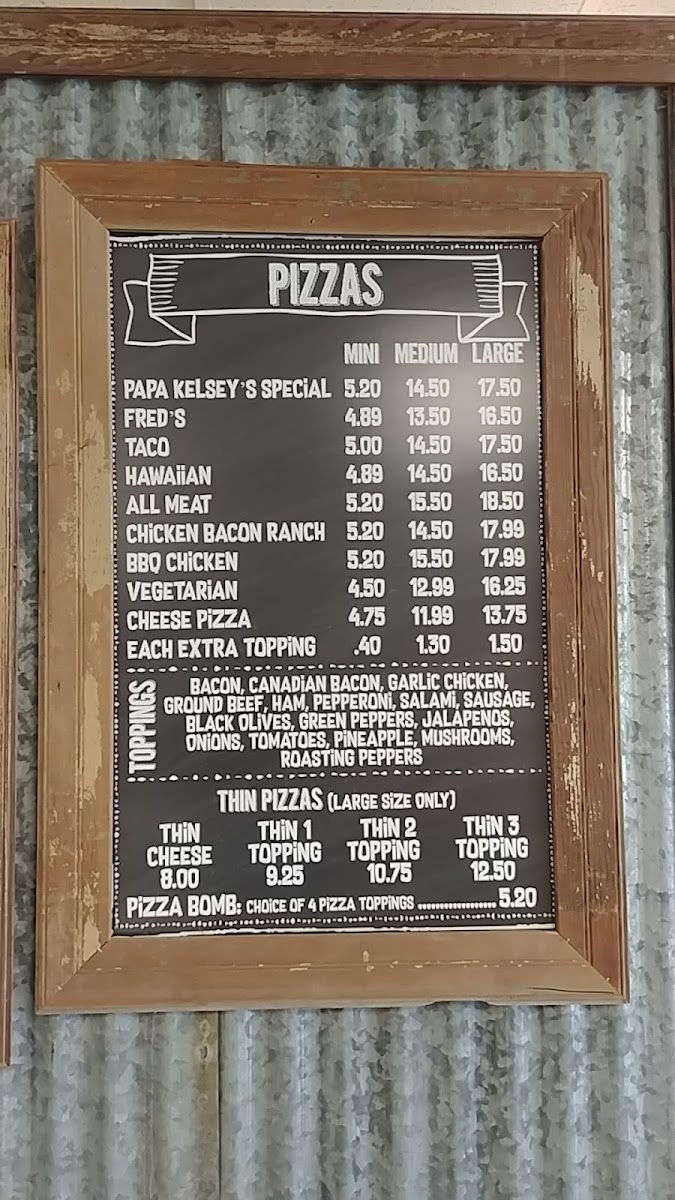 PIZZAS
MINI MEDIUM LARGE
PAPA KELSEY'S SPECIAL 5.20 14.50 17.50
FRED'S 4.89 13.50 16.50
TACO 5.00 14.50 17.50
HAWAIIAN 4.89 14.50 16.50
ALL MEAT 5.20 15.50 18.50
CHICKEN BACON RANCH 5.20 14.50 17.99
BBQ CHICKEN 5.20 15.50 17.99
VEGETARIAN 4.50 12.99 16.25
CHEESE PIZZA 4.75 11.99 13.75
EACH EXTRA TOPPING .40 1.30 1.50
TOPPINGS
BACON, CANADIAN BACON, GARLIC CHICKEN,
GROUND BEEF, HAM, PEPPERONI, SALAMI, SAUSAGE,
BLACK OLIVES, GREEN PEPPERS, JALAPENOS,
ONIONS, TOMATOES, PINEAPPLE, MUSHROOMS,
ROASTING PEPPERS
THIN PIZZAS (LARGE SIZE ONLY)
THIN THIN 1 THIN 2 THIN 3
CHEESE TOPPING TOPPING TOPPING
8.00 9.25 10.75 12.50
PIZZA BOMB: CHOICE OF 4 PIZZA TOPPINGS .................. 5.20